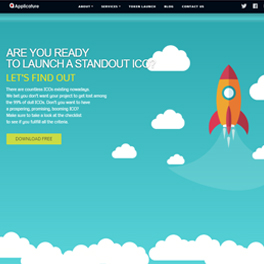 Applicature
ABOUT SERVICES TOKEN LAUNCH BLOG CONTACT US
ARE YOU READY
TO LAUNCH A STANDOUT ICO?
LET'S FIND OUT
There are countless ICOs existing nowadays.
We bet you don't want your project to get lost among
the 99% of dull ICOs. Don't you want to have
a prospering, promising, booming ICO?
Make sure to take a look at the checklist
to see if you fulfill all the criteria.
DOWNLOAD FREE